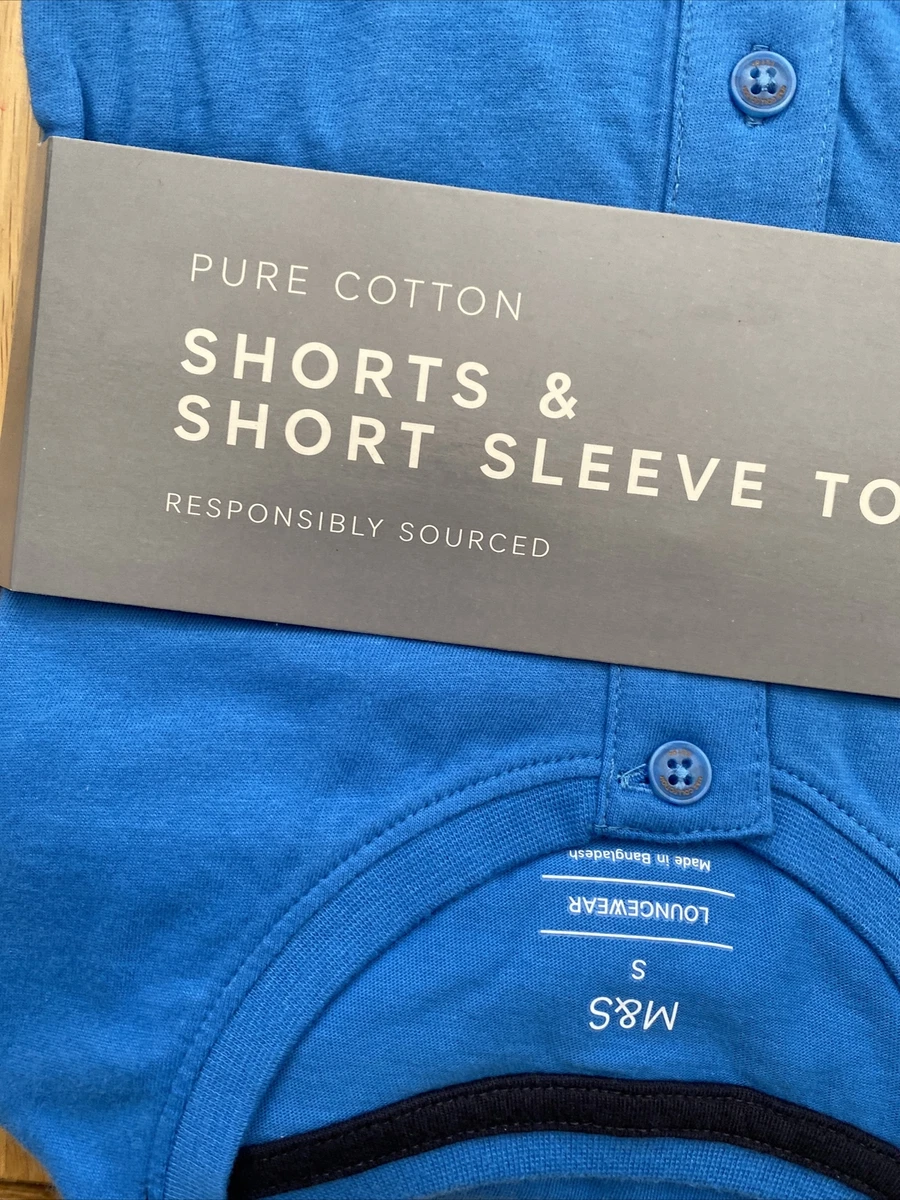 PURE COTTON
SHORTS &
SHORT SLEEVE TO
RESPONSIBLY SOURCED
M&S
S
LOUNGEWEAR
Made in Bangladesh